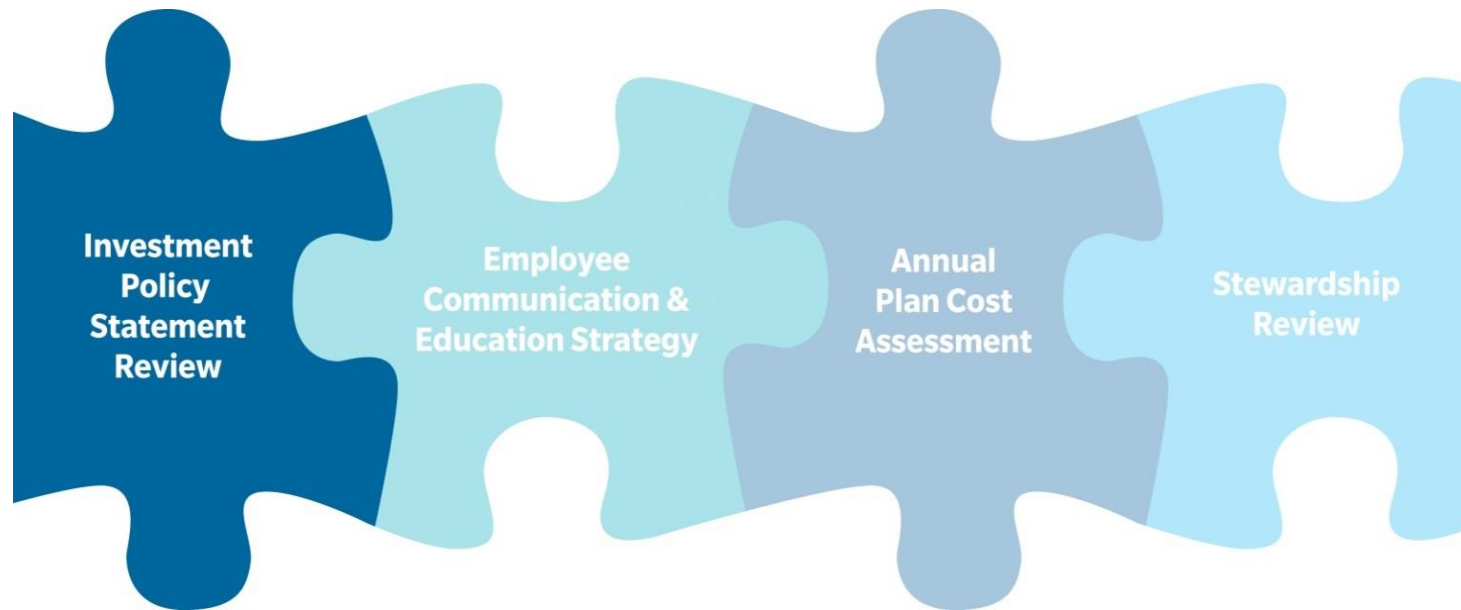 Investment
Policy
Statement
Review
Employee
Communication &
Education Strategy
Annual
Plan Cost
Assessment
Stewardship
Review